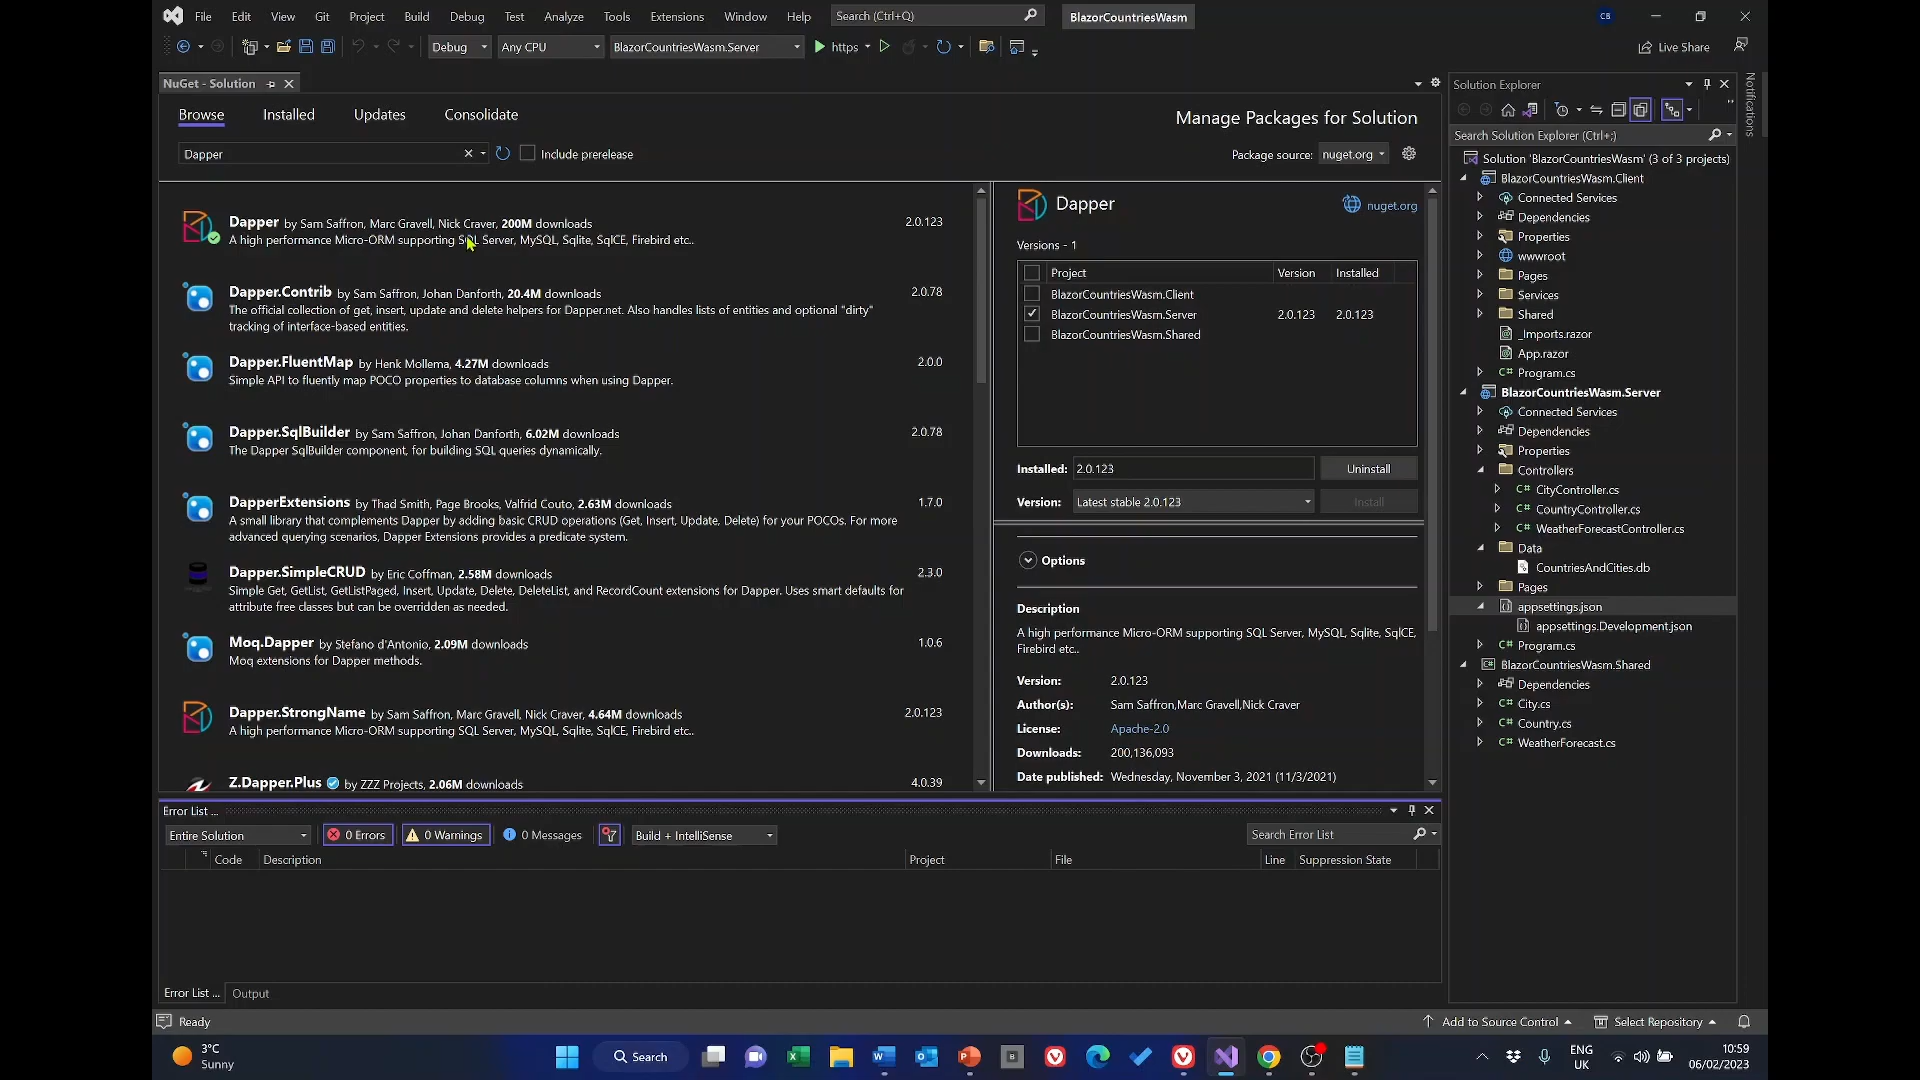 File Edit View Git Project Build Debug Test Analyze Tools Extensions Window Help Search (Ctrl+Q) BlazorCountriesWasm CB
Debug Any CPU BlazorCountriesWasm.Server https Live Share
NuGet - Solution
Browse Installed Updates Consolidate Manage Packages for Solution
Dapper Include prerelease Package source: nuget.org
Dapper by Sam Saffron, Marc Gravell, Nick Craver, 200M downloads 2.0.123
A high performance Micro-ORM supporting SQL Server, MySQL, Sqlite, SqlCE, Firebird etc..
Dapper.Contrib by Sam Saffron, Johan Danforth, 20.4M downloads 2.0.78
The official collection of get, insert, update and delete helpers for Dapper.net. Also handles lists of entities and optional "dirty"
tracking of interface-based entities.
Dapper.FluentMap by Henk Mollema, 4.27M downloads 2.0.0
Simple API to fluently map POCO properties to database columns when using Dapper.
Dapper.SqlBuilder by Sam Saffron, Johan Danforth, 6.02M downloads 2.0.78
The Dapper SqlBuilder component, for building SQL queries dynamically.
DapperExtensions by Thad Smith, Page Brooks, Valfrid Couto, 2.63M downloads 1.7.0
A small library that complements Dapper by adding basic CRUD operations (Get, Insert, Update, Delete) for your POCOs. For more
advanced querying scenarios, Dapper Extensions provides a predicate system.
Dapper.SimpleCRUD by Eric Coffman, 2.58M downloads 2.3.0
Simple Get, GetList, GetListPaged, Insert, Update, Delete, DeleteList, and RecordCount extensions for Dapper. Uses smart defaults for
attribute free classes but can be overridden as needed.
Moq.Dapper by Stefano d'Antonio, 2.09M downloads 1.0.6
Moq extensions for Dapper methods.
Dapper.StrongName by Sam Saffron, Marc Gravell, Nick Craver, 4.64M downloads 2.0.123
A high performance Micro-ORM supporting SQL Server, MySQL, Sqlite, SqlCE, Firebird etc..
Z.Dapper.Plus by ZZZ Projects, 2.06M downloads 4.0.39
Dapper nuget.org
Versions - 1
Project Version Installed
BlazorCountriesWasm.Client
BlazorCountriesWasm.Server 2.0.123 2.0.123
BlazorCountriesWasm.Shared
Installed: 2.0.123 Uninstall
Version: Latest stable 2.0.123 Install
Options
Description
A high performance Micro-ORM supporting SQL Server, MySQL, Sqlite, SqlCE,
Firebird etc..
Version: 2.0.123
Author(s): Sam Saffron,Marc Gravell,Nick Craver
License: Apache-2.0
Downloads: 200,136,093
Date published: Wednesday, November 3, 2021 (11/3/2021)
Solution Explorer
Search Solution Explorer (Ctrl+;)
Solution 'BlazorCountriesWasm' (3 of 3 projects)
BlazorCountriesWasm.Client
Connected Services
Dependencies
Properties
wwwroot
Pages
Services
Shared
_Imports.razor
App.razor
C# Program.cs
BlazorCountriesWasm.Server
Connected Services
Dependencies
Properties
Controllers
C# CityController.cs
C# CountryController.cs
C# WeatherForecastController.cs
Data
CountriesAndCities.db
Pages
appsettings.json
appsettings.Development.json
C# Program.cs
C# BlazorCountriesWasm.Shared
Dependencies
C# City.cs
C# Country.cs
C# WeatherForecast.cs
Notifications
Error List ...
Entire Solution 0 Errors 0 Warnings 0 Messages Build + IntelliSense Search Error List
Code Description Project File Line Suppression State
Error List ... Output
Ready Add to Source Control Select Repository
3°C
Sunny
Search
ENG
UK
10:59
06/02/2023